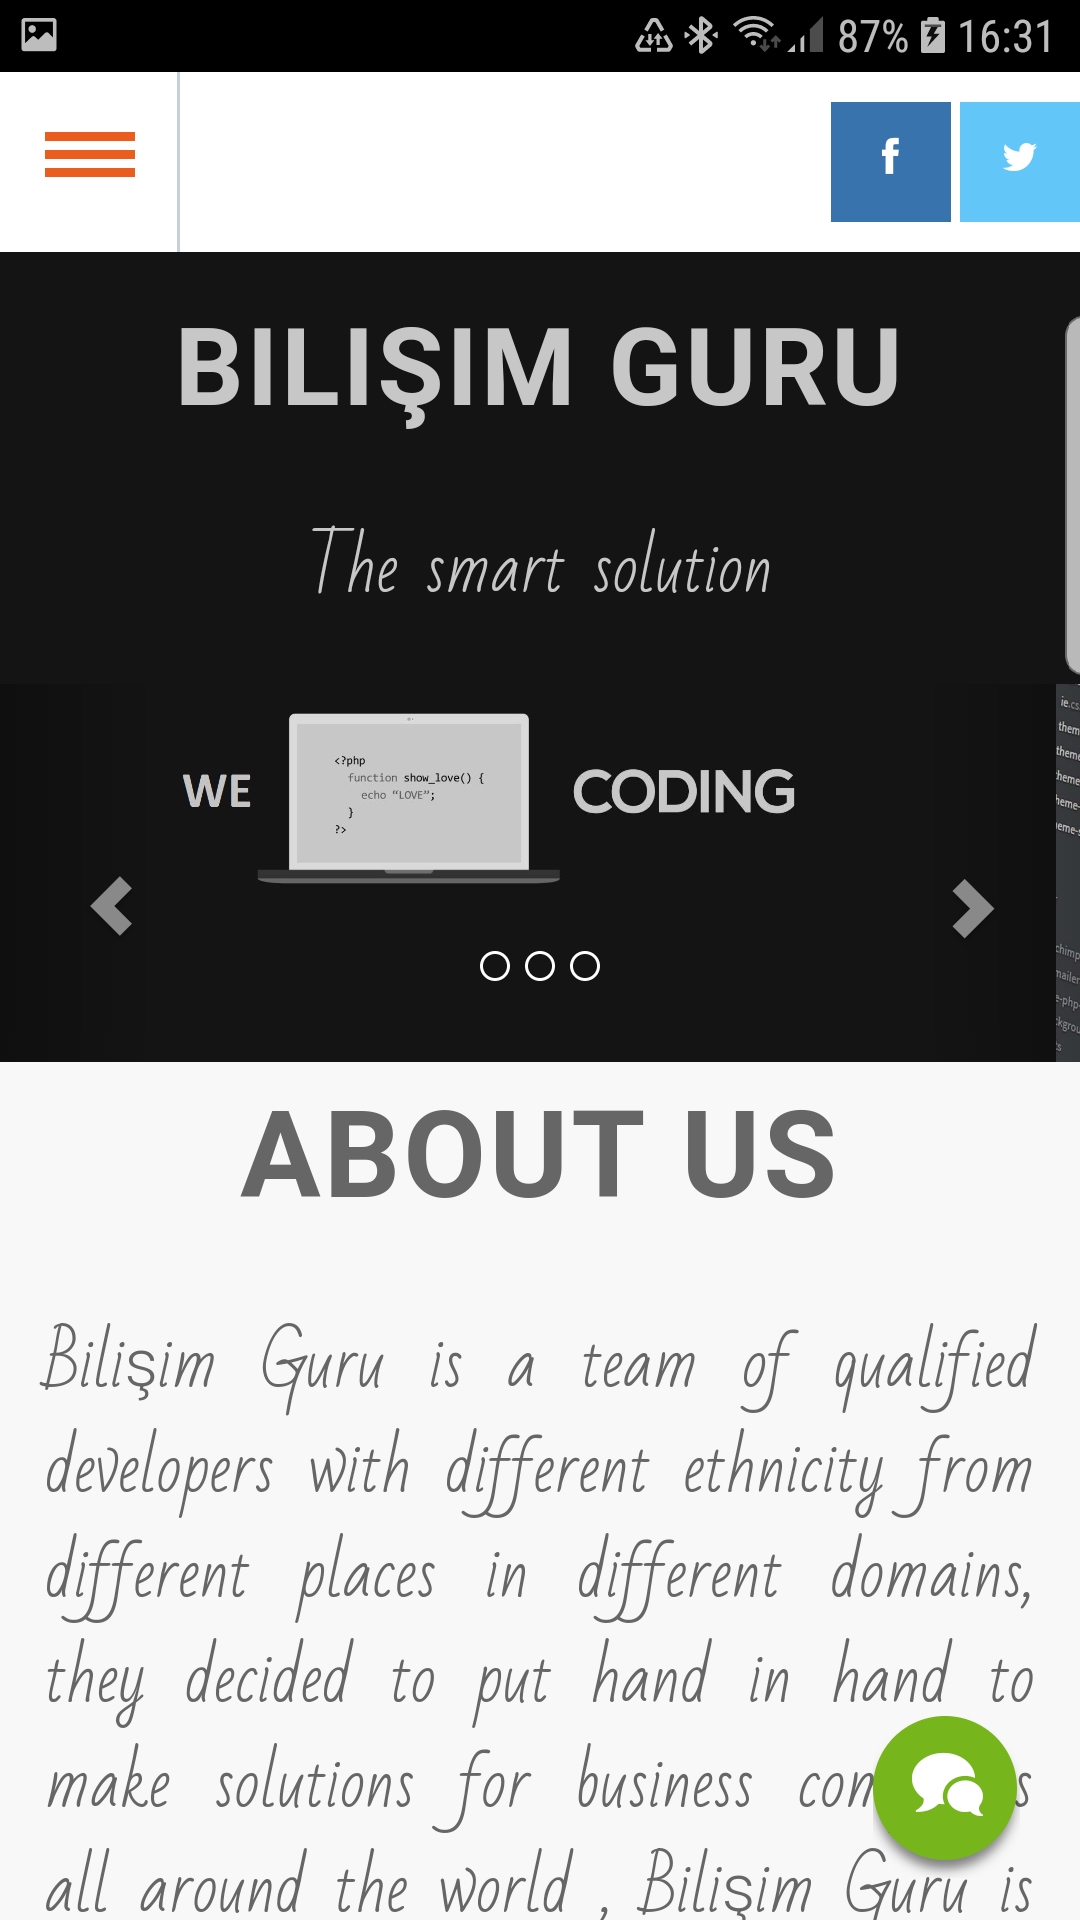 87% 16:31
BILIŞIM GURU
The smart solution
WE
<?php
function show_love() {
echo “LOVE”;
}
?>
CODING
ABOUT US
Bilişim Guru is a team of qualified
developers with different ethnicity from
different places in different domains,
they decided to put hand in hand to
make solutions for business
all around the world , Bilişim Guru is